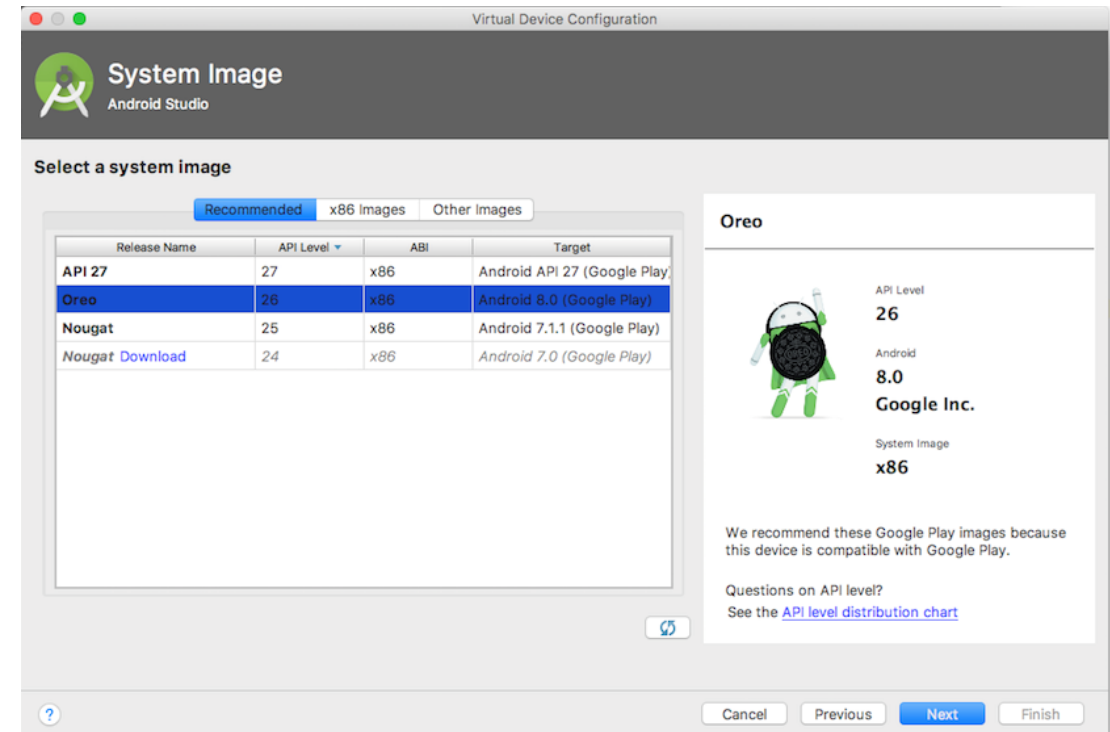 Virtual Device Configuration
System Image
Android Studio
Select a system image
Recommended x86 Images Other Images
Release Name API Level ABI Target
API 27 27 x86 Android API 27 (Google Play)
Oreo 26 x86 Android 8.0 (Google Play)
Nougat 25 x86 Android 7.1.1 (Google Play)
Nougat Download 24 x86 Android 7.0 (Google Play)
Oreo
API Level
26
Android
8.0
Google Inc.
System Image
x86
We recommend these Google Play images because
this device is compatible with Google Play.
Questions on API level?
See the API level distribution chart
?
Cancel Previous Next Finish